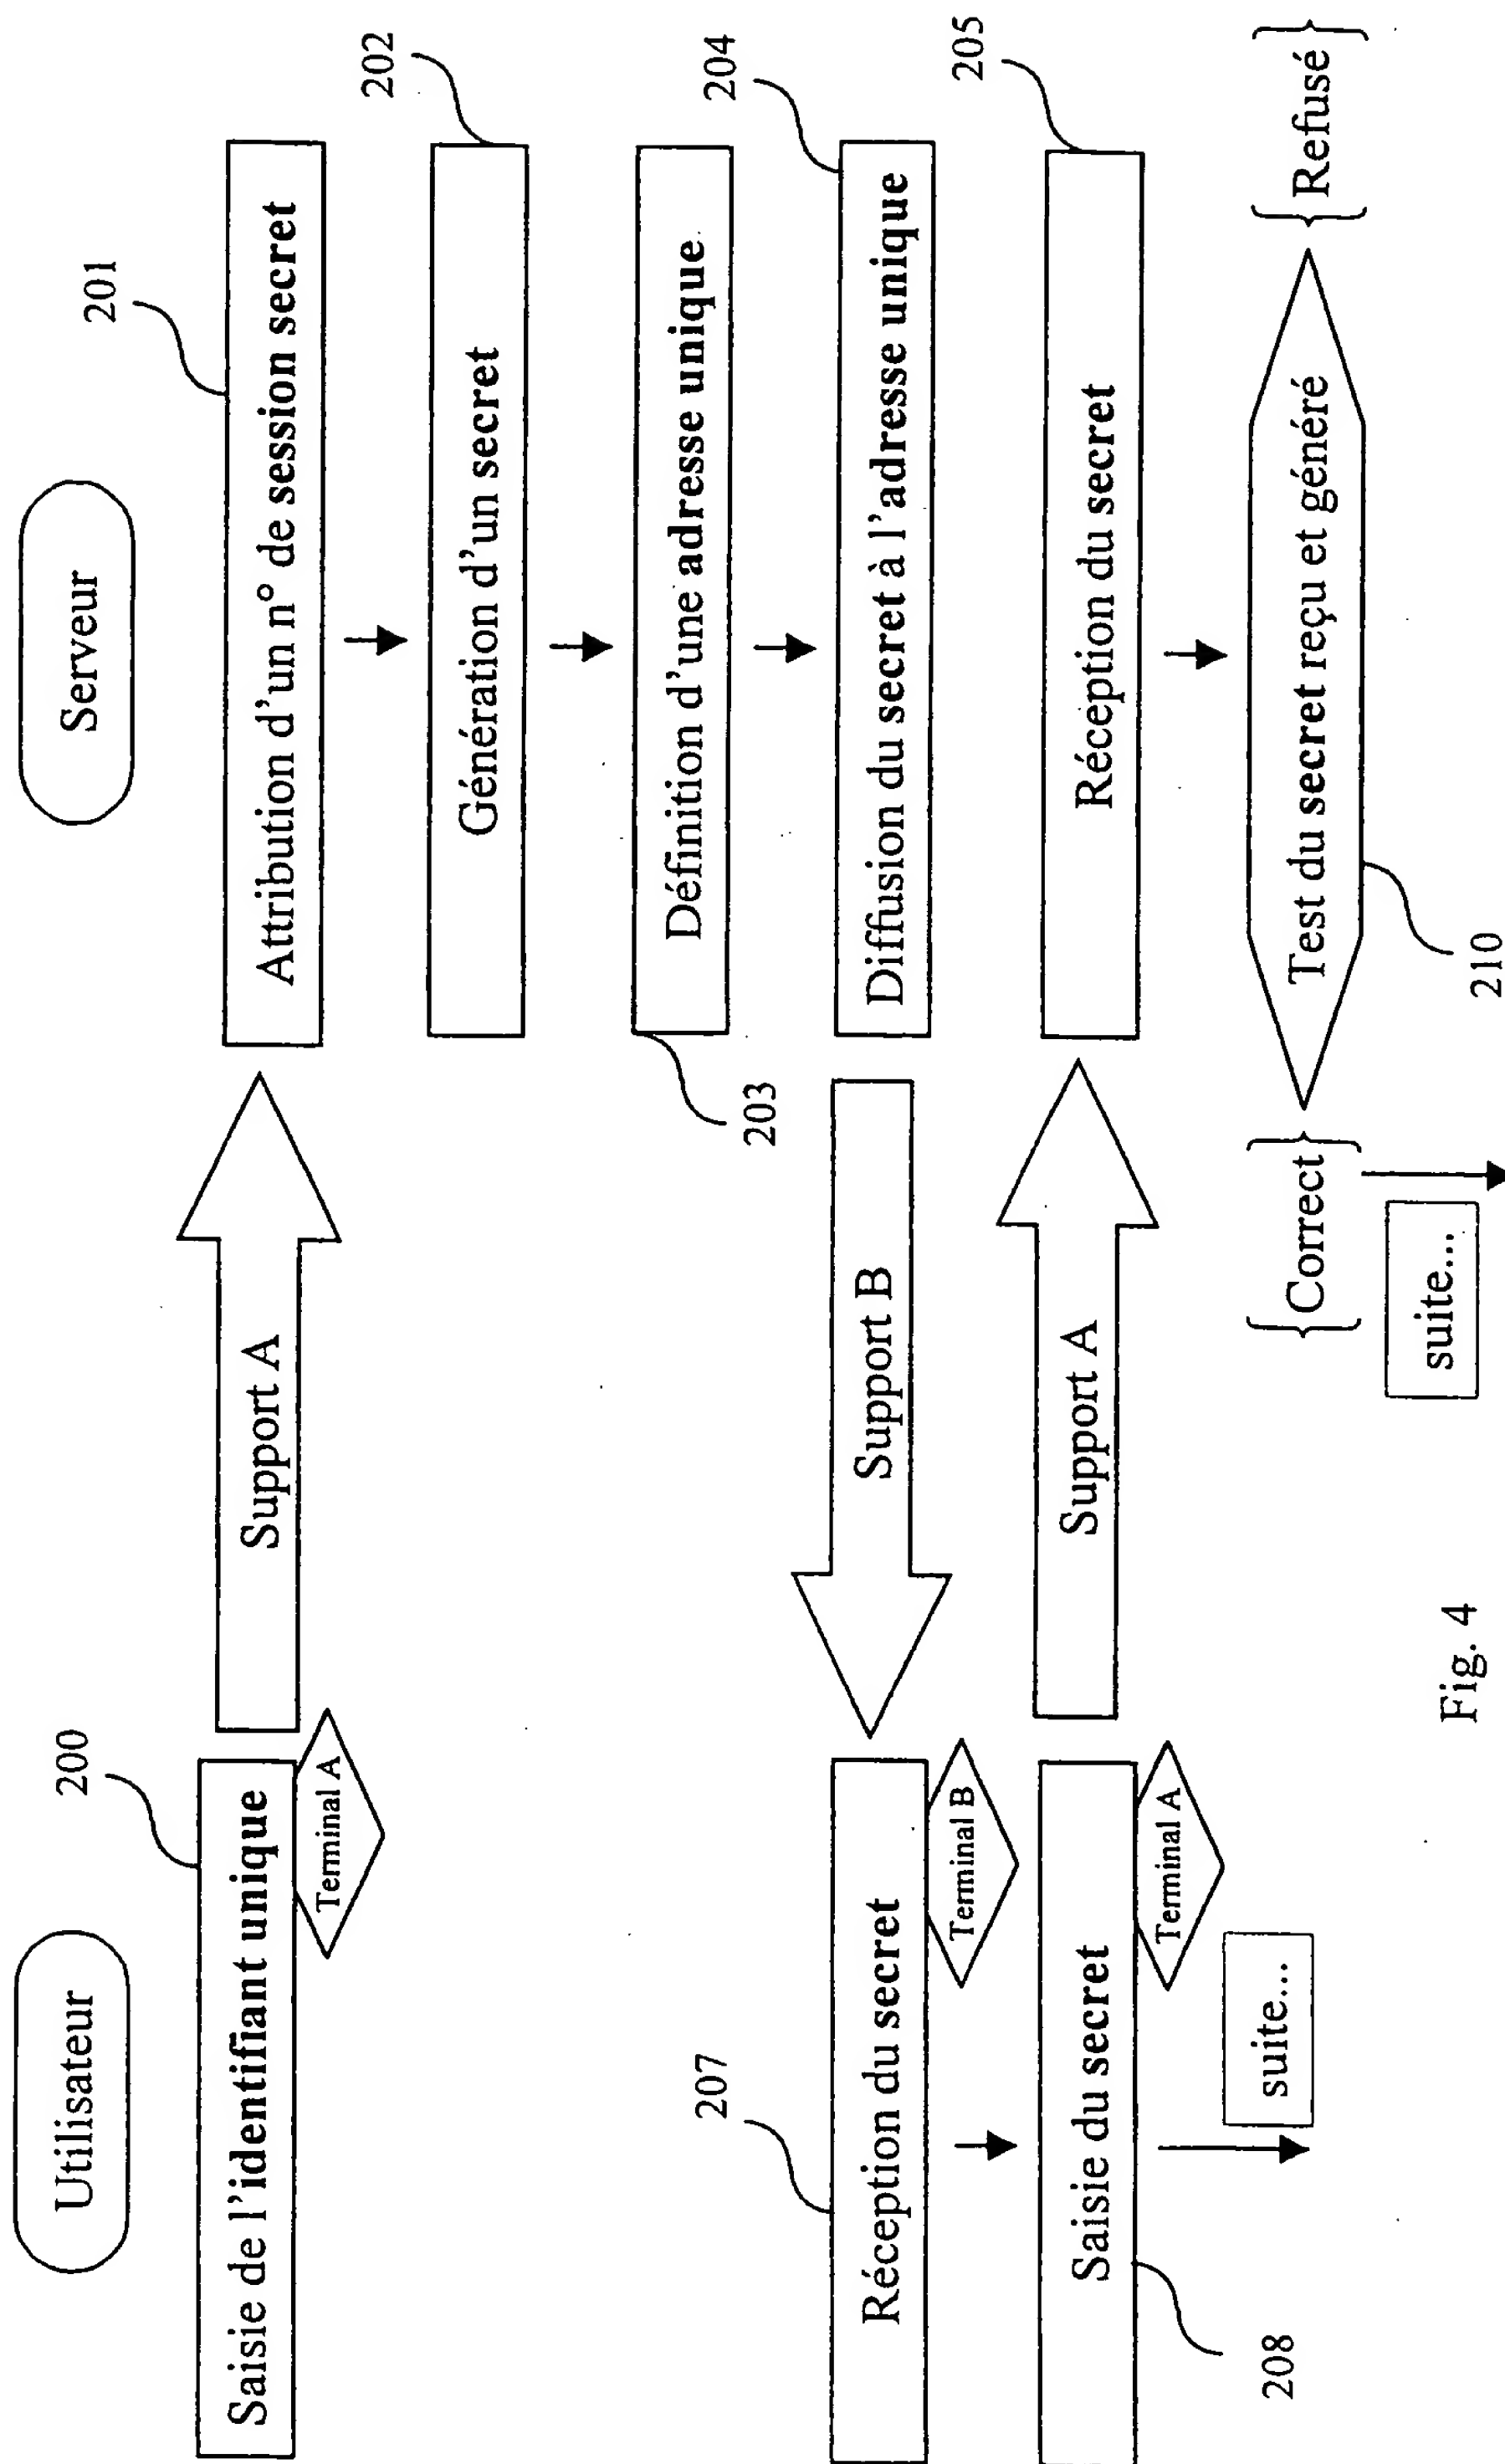 Utilisateur
Serveur
200
201
Saisie de l'identifiant unique
Terminal A
Support A
Attribution d'un n° de session secret
202
Génération d'un secret
203
Définition d'une adresse unique
204
Diffusion du secret à l'adresse unique
Support B
207
Réception du secret
Terminal B
205
Réception du secret
Support A
Saisie du secret
Terminal A
208
suite...
Test du secret reçu et généré
210
{Correct}
{Refusé}
suite...
Fig. 4